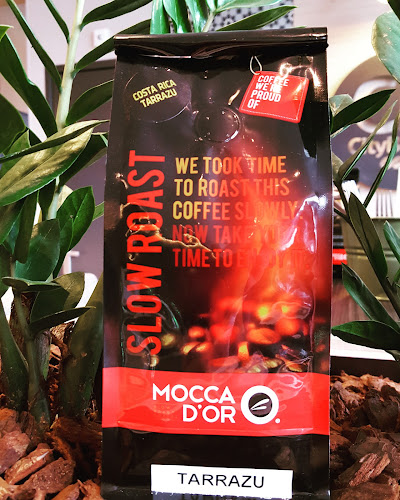 COSTA RICA
TARRAZU
COFFEE
WE'RE
PROUD
OF
SLOW ROAST
WE TOOK TIME
TO ROAST THIS
COFFEE SLOWLY
NOW TAKE
TIME TO
MOCCA
D'OR
TARRAZU